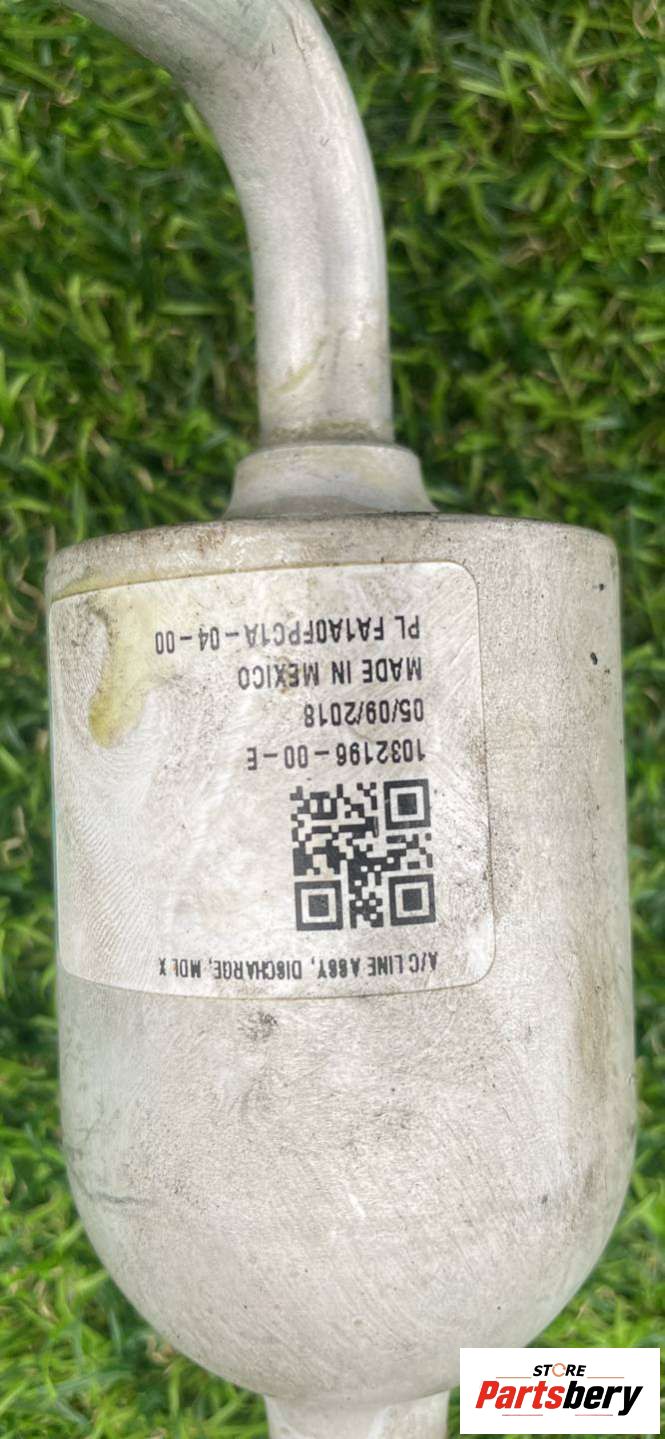 A/C LINE ASSY, DISCHARGE, MDL X
1032196-00-E
05/09/2018
MADE IN MEXICO
PL FA1A0FPC1A-04-00
STORE
Partsbery